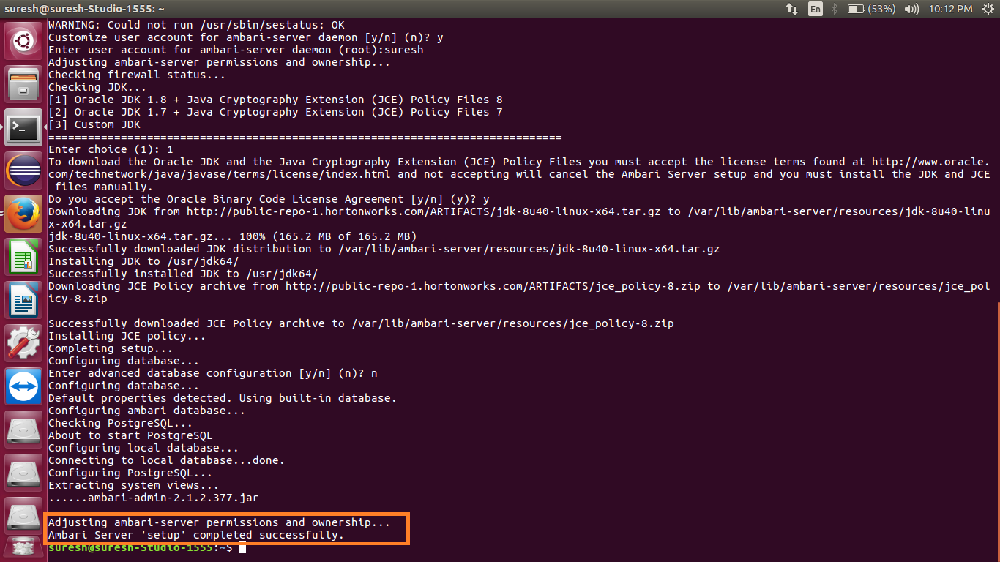 suresh@suresh-Studio-1555: ~
En
(53%)
10:12 PM
WARNING: Could not run /usr/sbin/sestatus: OK
Customize user account for ambari-server daemon [y/n] (n)? y
Enter user account for ambari-server daemon (root):suresh
Adjusting ambari-server permissions and ownership...
Checking firewall status...
Checking JDK...
[1] Oracle JDK 1.8 + Java Cryptography Extension (JCE) Policy Files 8
[2] Oracle JDK 1.7 + Java Cryptography Extension (JCE) Policy Files 7
[3] Custom JDK
==============================================================================
Enter choice (1): 1
To download the Oracle JDK and the Java Cryptography Extension (JCE) Policy Files you must accept the license terms found at http://www.oracle.
com/technetwork/java/javase/terms/license/index.html and not accepting will cancel the Ambari Server setup and you must install the JDK and JCE
 files manually.
Do you accept the Oracle Binary Code License Agreement [y/n] (y)? y
Downloading JDK from http://public-repo-1.hortonworks.com/ARTIFACTS/jdk-8u40-linux-x64.tar.gz to /var/lib/ambari-server/resources/jdk-8u40-linu
x-x64.tar.gz
jdk-8u40-linux-x64.tar.gz... 100% (165.2 MB of 165.2 MB)
Successfully downloaded JDK distribution to /var/lib/ambari-server/resources/jdk-8u40-linux-x64.tar.gz
Installing JDK to /usr/jdk64/
Successfully installed JDK to /usr/jdk64/
Downloading JCE Policy archive from http://public-repo-1.hortonworks.com/ARTIFACTS/jce_policy-8.zip to /var/lib/ambari-server/resources/jce_pol
icy-8.zip
Successfully downloaded JCE Policy archive to /var/lib/ambari-server/resources/jce_policy-8.zip
Installing JCE policy...
Completing setup...
Configuring database...
Enter advanced database configuration [y/n] (n)? n
Configuring database...
Default properties detected. Using built-in database.
Configuring ambari database...
Checking PostgreSQL...
About to start PostgreSQL
Configuring local database...
Connecting to local database...done.
Configuring PostgreSQL...
Extracting system views...
......ambari-admin-2.1.2.377.jar
Adjusting ambari-server permissions and ownership...
Ambari Server 'setup' completed successfully.
suresh@suresh-Studio-1555:~$